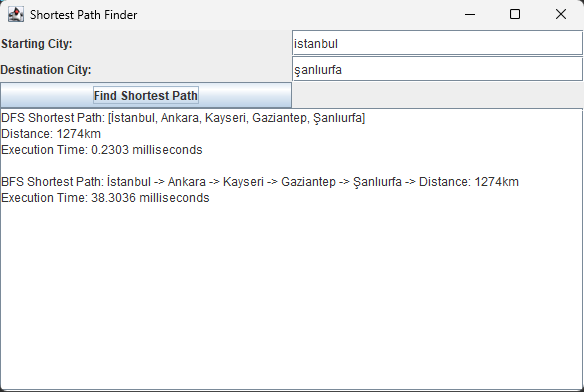 Shortest Path Finder
Starting City:
istanbul
Destination City:
şanlıurfa
Find Shortest Path
DFS Shortest Path: [İstanbul, Ankara, Kayseri, Gaziantep, Şanlıurfa]
Distance: 1274km
Execution Time: 0.2303 milliseconds
BFS Shortest Path: İstanbul -> Ankara -> Kayseri -> Gaziantep -> Şanlıurfa -> Distance: 1274km
Execution Time: 38.3036 milliseconds